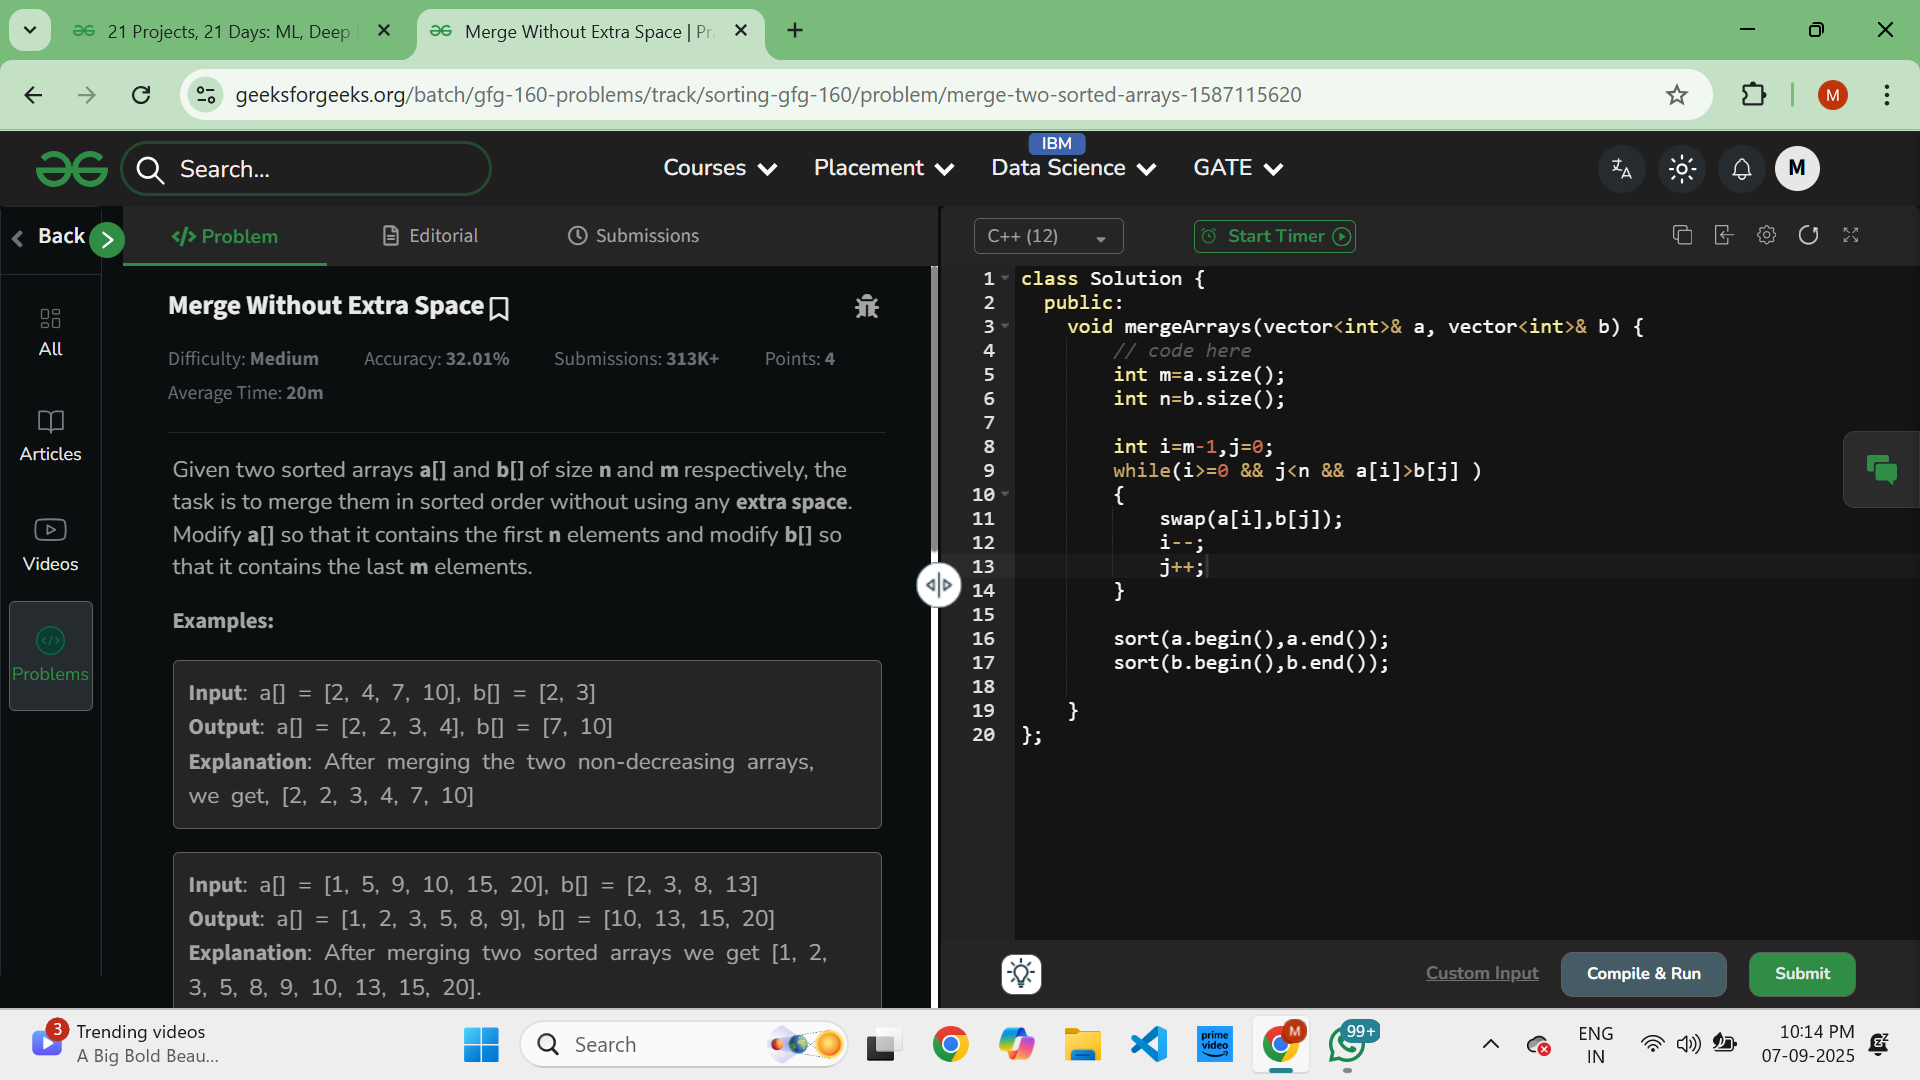 21 Projects, 21 Days: ML, Deep
Merge Without Extra Space | Pr
geeksforgeeks.org/batch/gfg-160-problems/track/sorting-gfg-160/problem/merge-two-sorted-arrays-1587115620
M
Search...
Courses
Placement
IBM
Data Science
GATE
M
Back
Problem
Editorial
Submissions
C++ (12)
Start Timer
All
Articles
Videos
Problems
Merge Without Extra Space
Difficulty: Medium Accuracy: 32.01% Submissions: 313K+ Points: 4
Average Time: 20m
Given two sorted arrays a[] and b[] of size n and m respectively, the
task is to merge them in sorted order without using any extra space.
Modify a[] so that it contains the first n elements and modify b[] so
that it contains the last m elements.
Examples:
Input: a[] = [2, 4, 7, 10], b[] = [2, 3]
Output: a[] = [2, 2, 3, 4], b[] = [7, 10]
Explanation: After merging the two non-decreasing arrays,
we get, [2, 2, 3, 4, 7, 10]
Input: a[] = [1, 5, 9, 10, 15, 20], b[] = [2, 3, 8, 13]
Output: a[] = [1, 2, 3, 5, 8, 9], b[] = [10, 13, 15, 20]
Explanation: After merging two sorted arrays we get [1, 2,
3, 5, 8, 9, 10, 13, 15, 20].
1 class Solution {
2 public:
3 void mergeArrays(vector<int>& a, vector<int>& b) {
4 // code here
5 int m=a.size();
6 int n=b.size();
7
8 int i=m-1,j=0;
9 while(i>=0 && j<n && a[i]>b[j] )
10 {
11 swap(a[i],b[j]);
12 i--;
13 j++;
14 }
15
16 sort(a.begin(),a.end());
17 sort(b.begin(),b.end());
18
19 }
20 };
Custom Input
Compile & Run
Submit
3
Trending videos
A Big Bold Beau...
Search
prime video
M
99+
ENG
IN
10:14 PM
07-09-2025